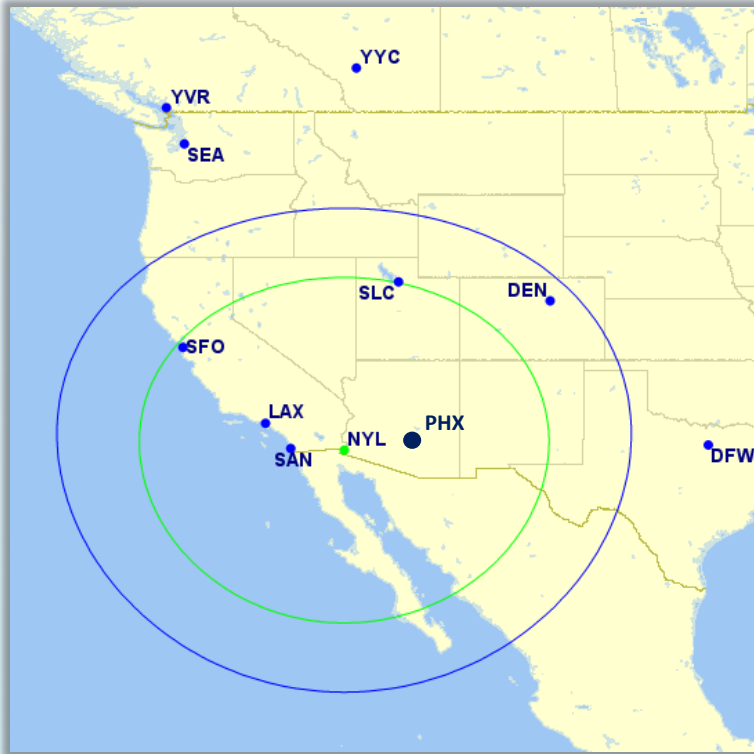 YYC
YVR
SEA
SLC
DEN
SFO
LAX
PHX
NYL
SAN
DFW